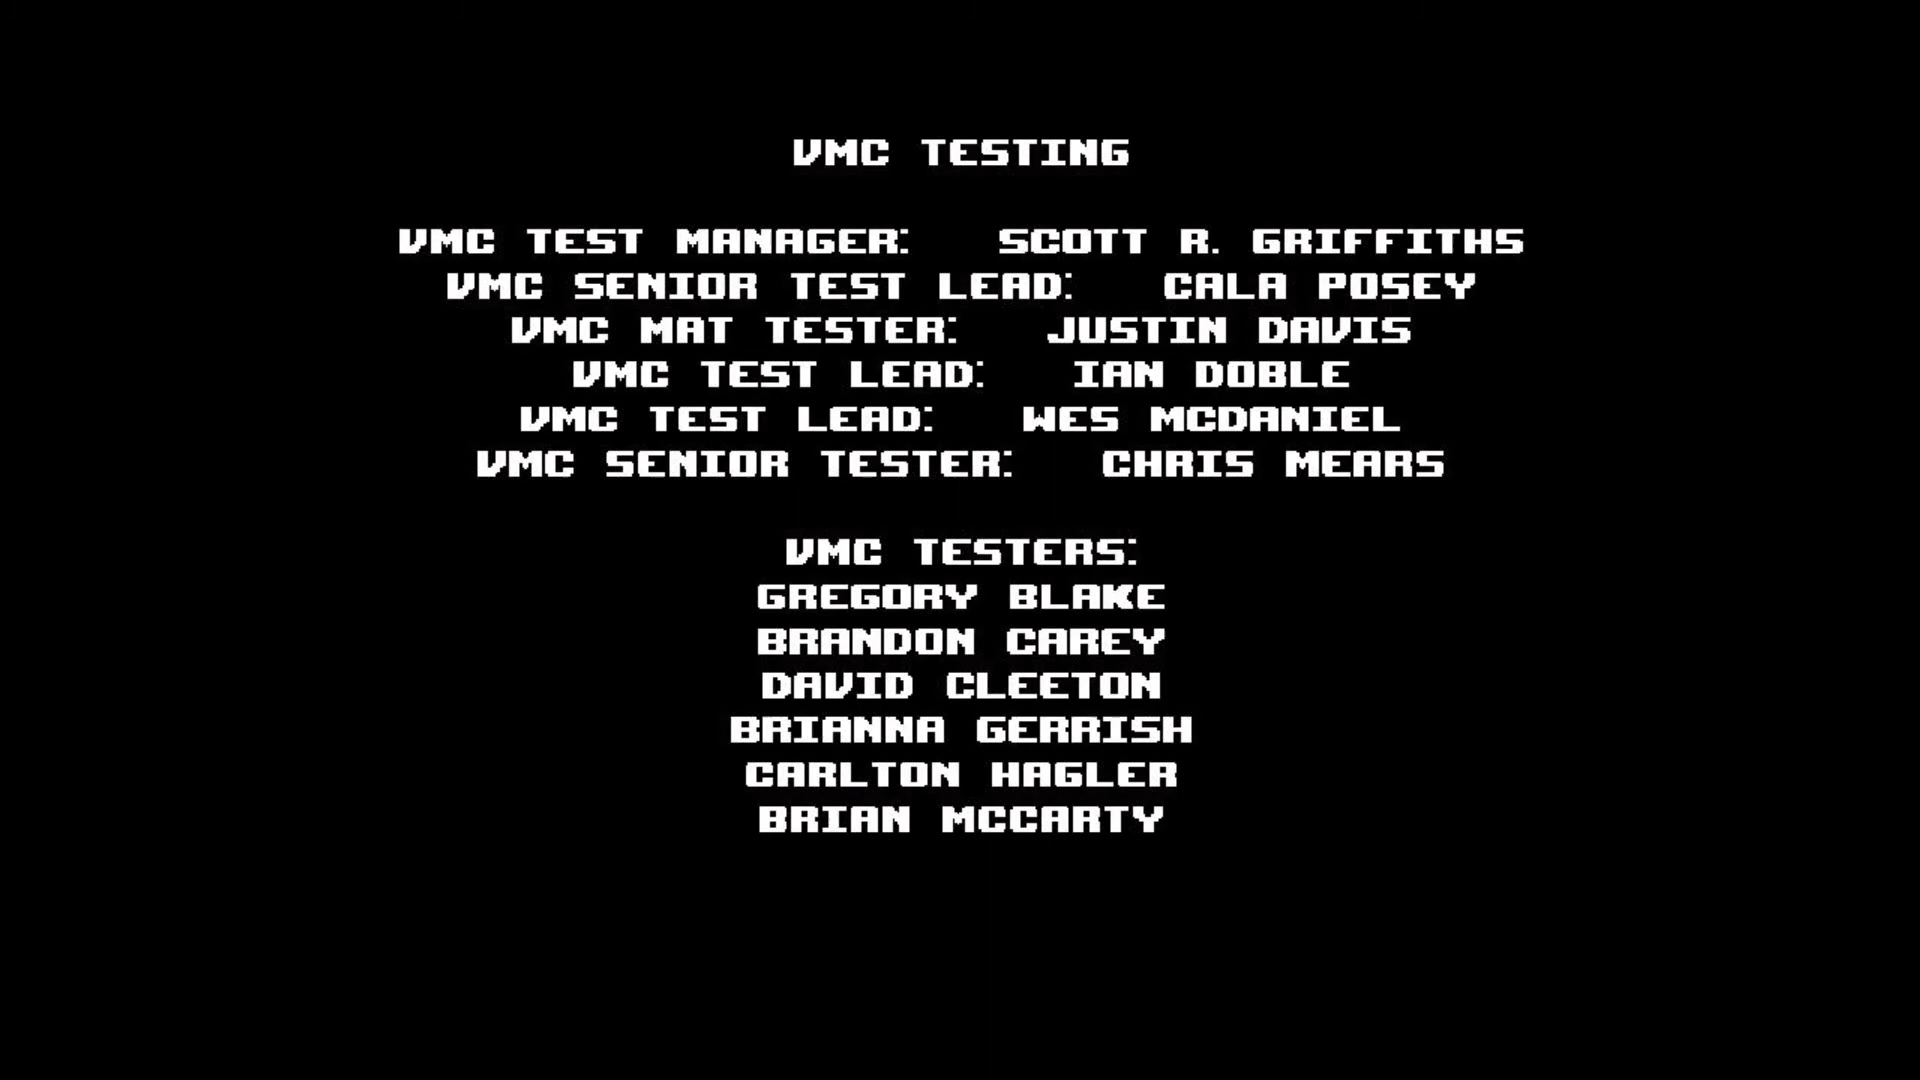 VMC TESTING
VMC TEST MANAGER: SCOTT R. GRIFFITHS
VMC SENIOR TEST LEAD: CALA POSEY
VMC MAT TESTER: JUSTIN DAVIS
VMC TEST LEAD: IAN DOBLE
VMC TEST LEAD: WES MCDANIEL
VMC SENIOR TESTER: CHRIS MEARS
VMC TESTERS:
GREGORY BLAKE
BRANDON CAREY
DAVID CLEETON
BRIANNA GERRISH
CARLTON HAGLER
BRIAN MCCARTY